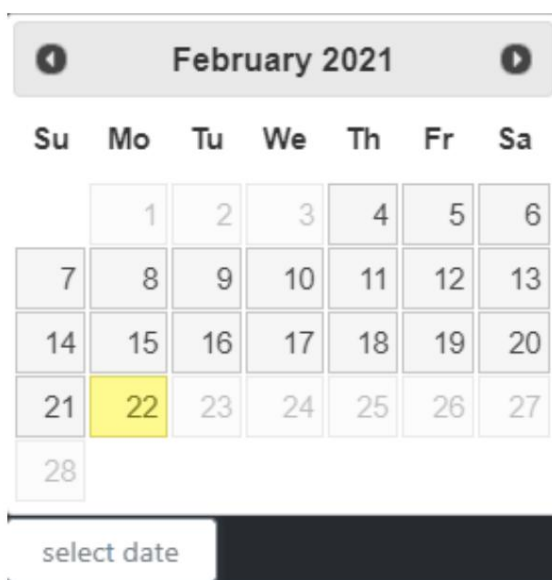 February 2021
Su Mo Tu We Th Fr Sa
1 2 3 4 5 6
7 8 9 10 11 12 13
14 15 16 17 18 19 20
21 22 23 24 25 26 27
28
select date